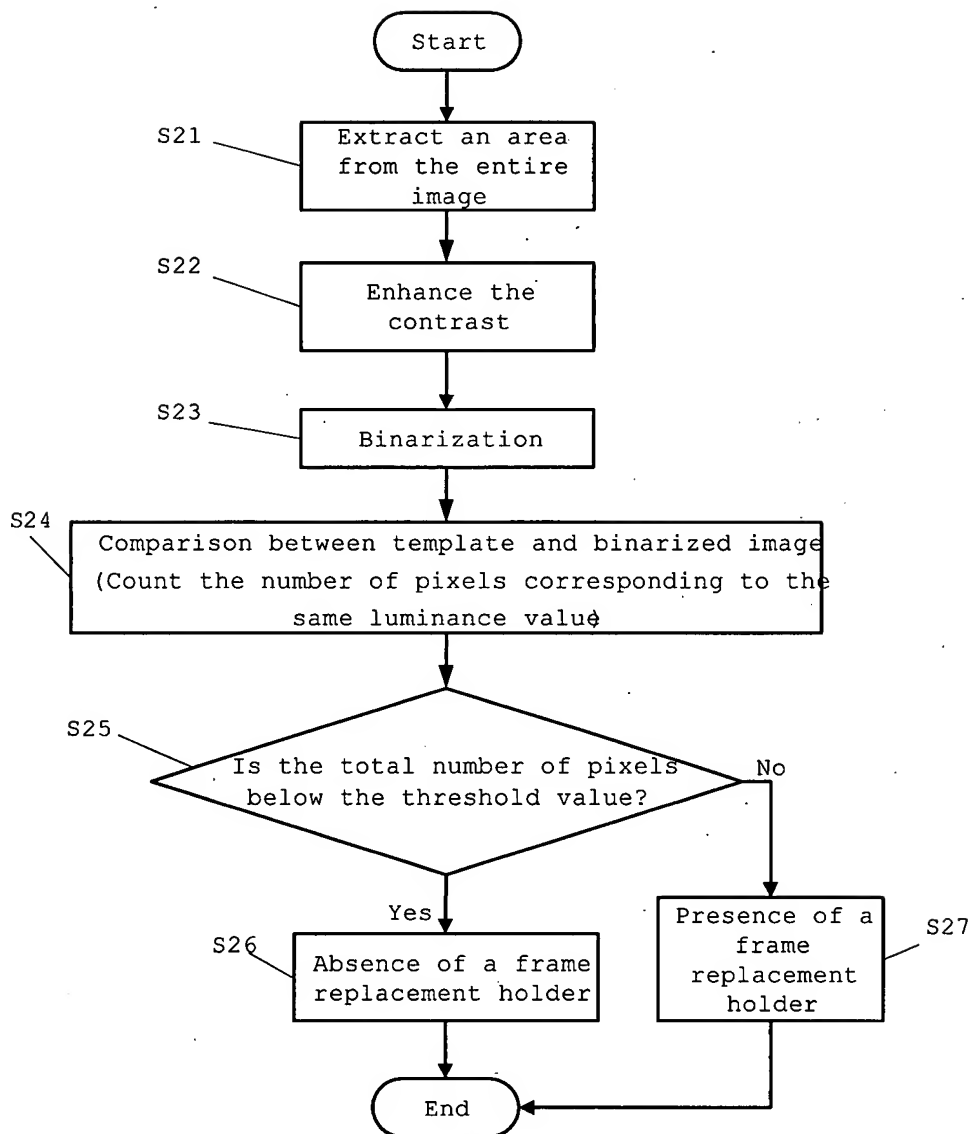 Start
S21
Extract an area
from the entire
image
S22
Enhance the
contrast
S23
Binarization
S24
Comparison between template and binarized image
(Count the number of pixels corresponding to the
same luminance value)
S25
Is the total number of pixels
below the threshold value?
No
Yes
S26
Absence of a frame
replacement holder
Presence of a
frame
replacement
holder
S27
End